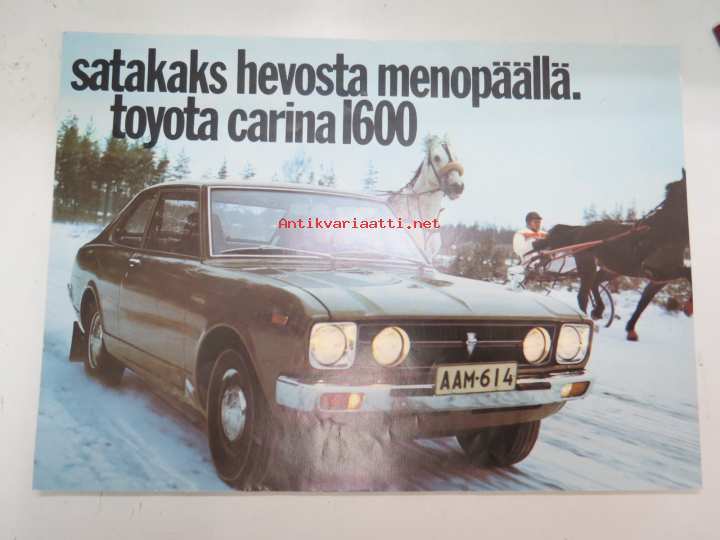 satakaks hevosta menopäällä.
toyota carina 1600
Antikvariaatti.net
AAM-614